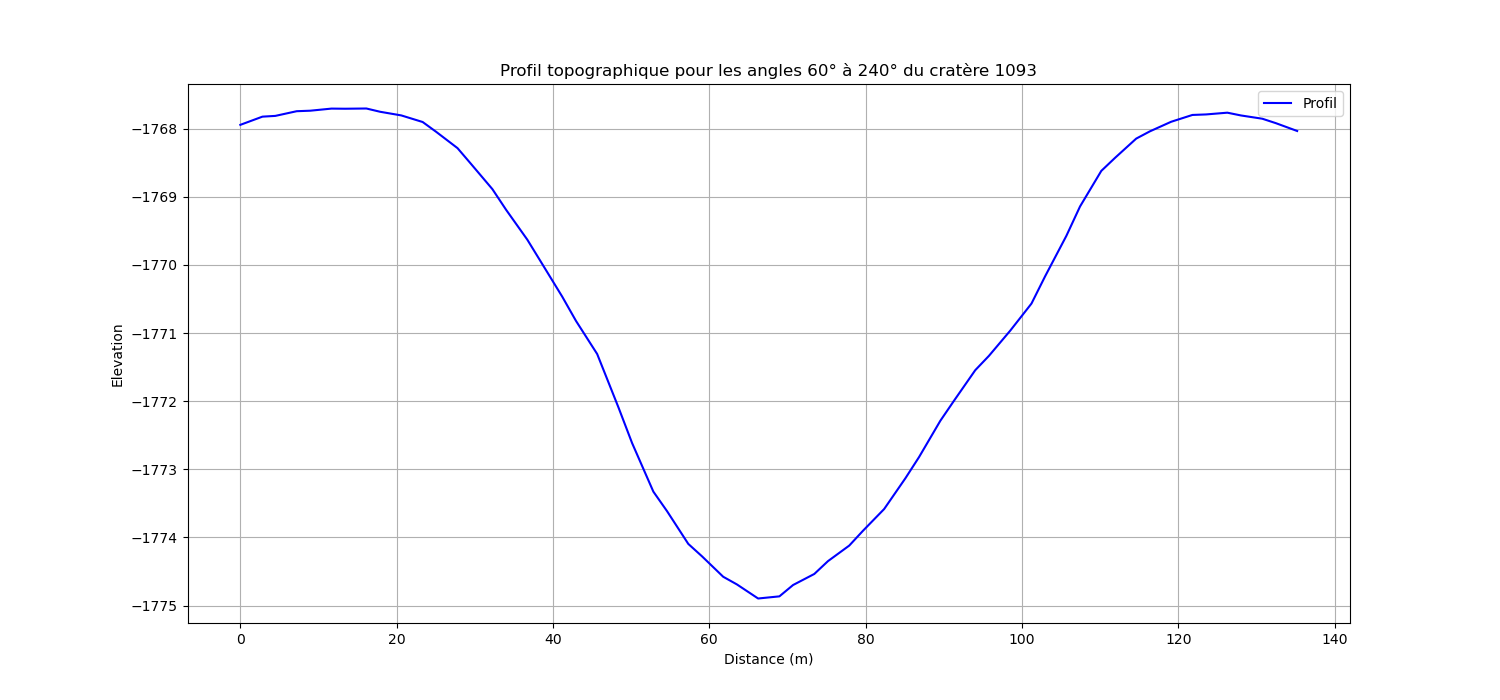 Profil topographique pour les angles 60° à 240° du cratère 1093
Profil
−1768
−1769
−1770
−1771
−1772
−1773
−1774
−1775
Elevation
0 20 40 60 80 100 120 140
Distance (m)